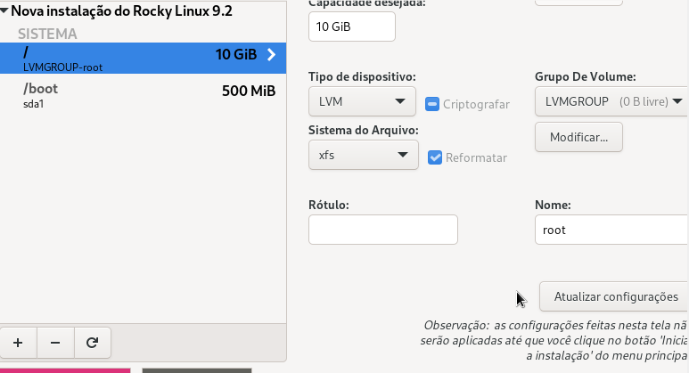 Nova instalação do Rocky Linux 9.2
SISTEMA
/
10 GiB
LVMGROUP-root
/boot
500 MiB
sda1
Capacidade desejada:
10 GiB
Tipo de dispositivo:
LVM
Criptografar
Grupo De Volume:
LVMGROUP (0 B livre)
Modificar...
Sistema do Arquivo:
xfs
Reformatar
Rótulo:
Nome:
root
Atualizar configurações
Observação: as configurações feitas nesta tela nã
serão aplicadas até que você clique no botão 'Inicia
a instalação' do menu principa